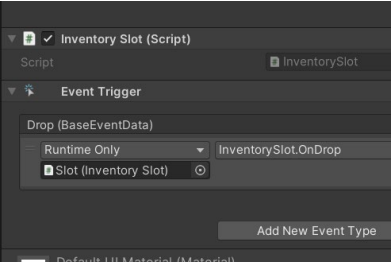 Inventory Slot (Script)
Script
# InventorySlot
Event Trigger
Drop (BaseEventData)
Runtime Only
InventorySlot.OnDrop
Slot (Inventory Slot)
Add New Event Type
Default UI Material (Material)